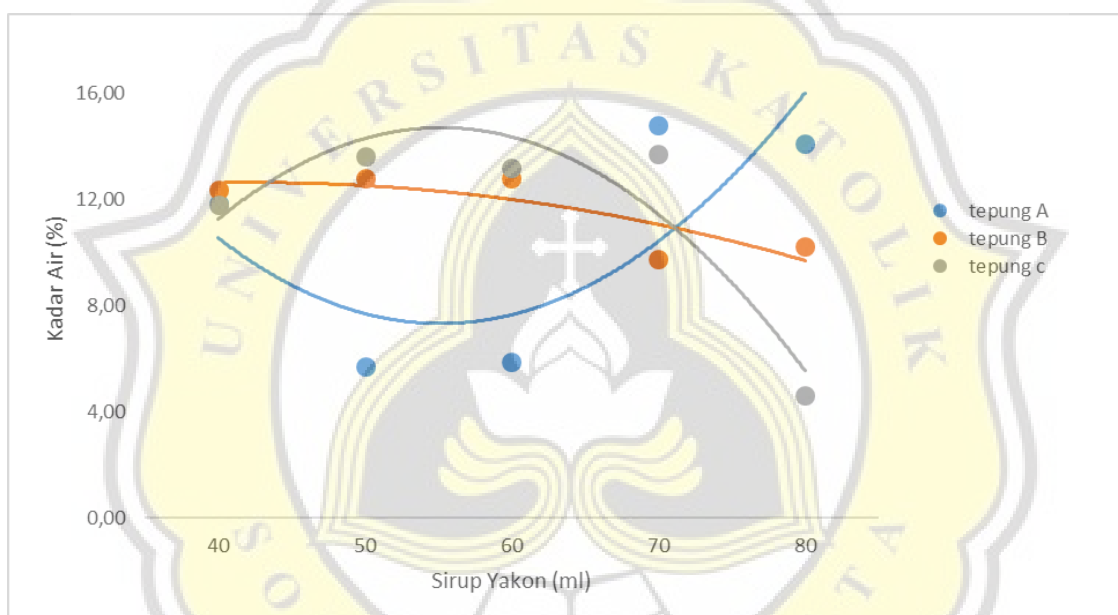 UNIVERSITAS KATOLIK
16,00
12,00
8,00
4,00
0,00
Kadar Air (%)
40 50 60 70 80
Sirup Yakon (ml)
tepung A
tepung B
tepung c
S O
T A